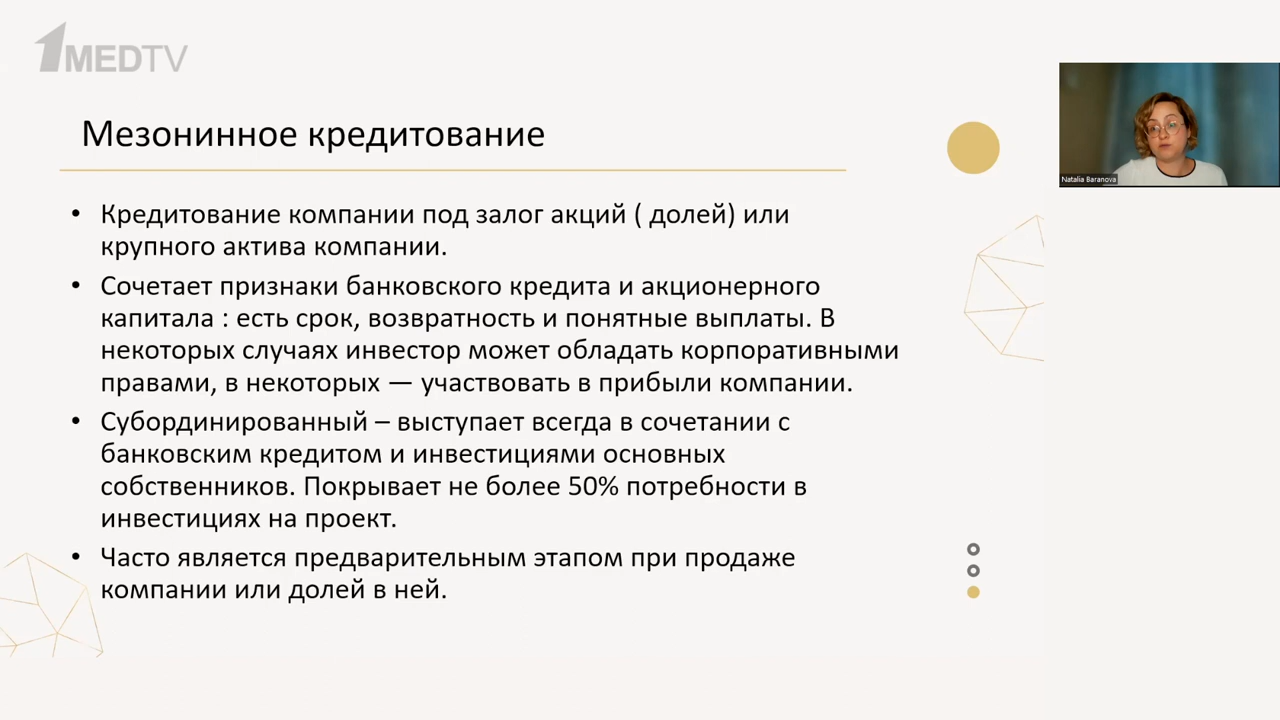 1MEDTV
Мезонинное кредитование
• Кредитование компании под залог акций ( долей) или
крупного актива компании.
• Сочетает признаки банковского кредита и акционерного
капитала : есть срок, возвратность и понятные выплаты. В
некоторых случаях инвестор может обладать корпоративными
правами, в некоторых — участвовать в прибыли компании.
• Субординированный – выступает всегда в сочетании с
банковским кредитом и инвестициями основных
собственников. Покрывает не более 50% потребности в
инвестициях на проект.
• Часто является предварительным этапом при продаже
компании или долей в ней.
Natalia Baranova